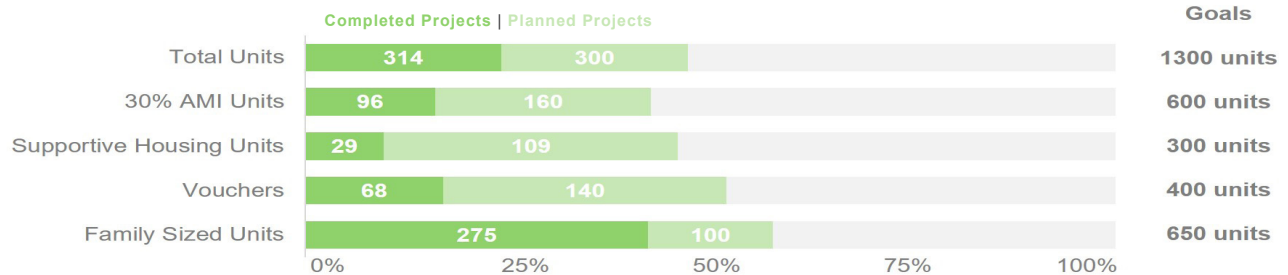 Completed Projects | Planned Projects Goals
Total Units 314 300 1300 units
30% AMI Units 96 160 600 units
Supportive Housing Units 29 109 300 units
Vouchers 68 140 400 units
Family Sized Units 275 100 650 units
0% 25% 50% 75% 100%